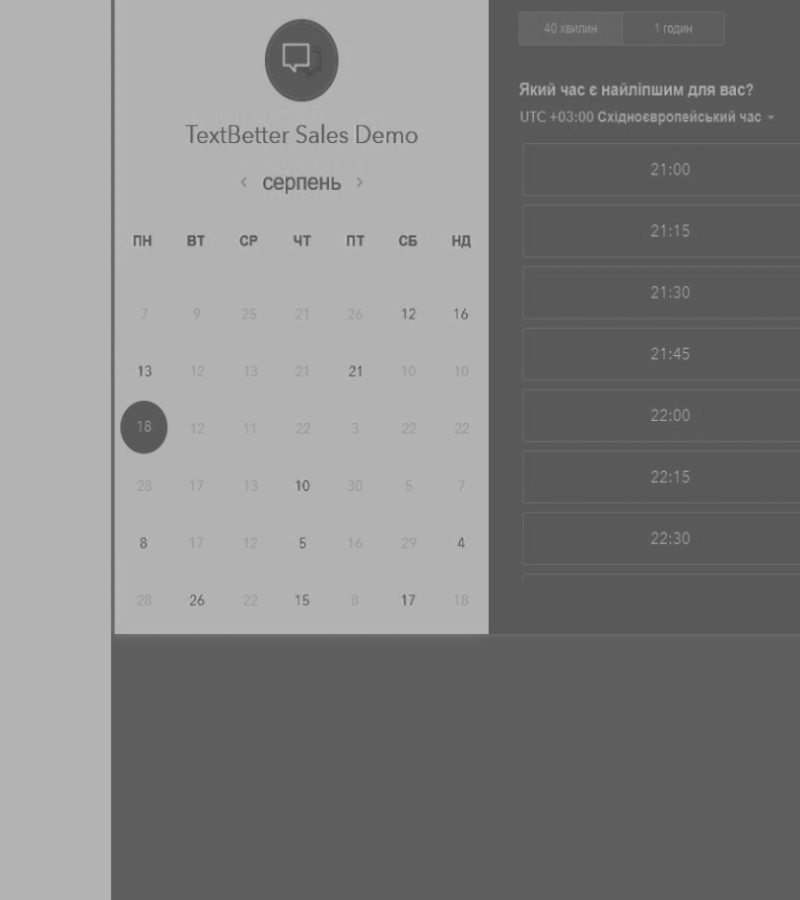 TextBetter Sales Demo
‹ серпень ›
ПН ВТ СР ЧТ ПТ СБ НД
7 9 25 21 26 12 16
13 12 13 21 21 10 10
18 12 11 22 3 22 22
28 17 13 10 30 5 7
8 17 12 5 16 29 4
28 26 22 15 8 17 18
40 хвилин 1 годин
Який час є найліпшим для вас?
UTC +03:00 Східноєвропейський час
21:00
21:15
21:30
21:45
22:00
22:15
22:30